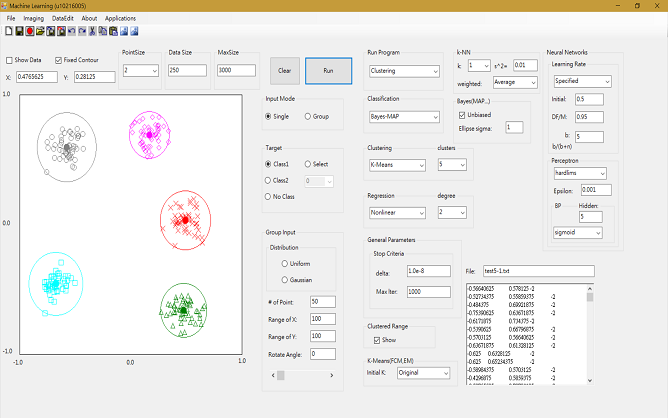 Machine Learning (u10216005)
File Imaging DataEdit About Applications
Show Data Fixed Contour
X: 0.4765625 Y: 0.28125
PointSize
2
Data Size
250
MaxSize
3000
Clear
Run
1.0
0.0
-1.0
-1.0 0.0 1.0
Input Mode
Single Group
Target
Class1 Select
Class2 0
No Class
Group Input
Distribution
Uniform
Gaussian
# of Point: 50
Range of X: 100
Range of Y: 100
Rotate Angle: 0
Run Program
Clustering
Classification
Bayes-MAP
Clustering clusters
K-Means 5
Regression degree
Nonlinear 2
General Parameters
Stop Criteria
delta: 1.0e-8
Max Iter: 1000
Clustered Range
Show
K-Means(FCM,EM)
Initial K: Original
k-NN
k: 1 s^2= 0.01
weighted: Average
Bayes(MAP...)
Unbiased
Ellipse sigma: 1
Neural Networks
Learning Rate
Specified
Initial: 0.5
DF/M: 0.95
b: 5
b/(b+n)
Perceptron
hardlims
Epsilon: 0.001
BP Hidden:
5
sigmoid
File: test5-1.txt
-0.56640625 0.578125 -2
-0.52734375 0.55859375 -2
-0.484375 0.69921875 -2
-0.75390625 0.63671875 -2
-0.6171875 0.734375 -2
-0.5390625 0.66796875 -2
-0.5703125 0.56640625 -2
-0.63671875 0.61328125 -2
-0.625 0.6328125 -2
-0.625 0.65234375 -2
-0.58984375 0.5703125 -2
-0.4296875 0.5859375 -2